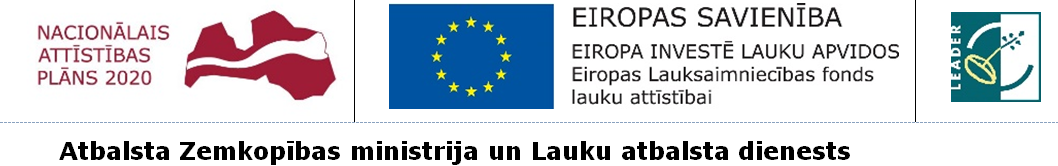 NACIONĀLAIS
ATTĪSTĪBAS
PLĀNS 2020
EIROPAS SAVIENĪBA
EIROPA INVESTĒ LAUKU APVIDOS
Eiropas Lauksaimniecības fonds
lauku attīstībai
LEADER
Atbalsta Zemkopības ministrija un Lauku atbalsta dienests